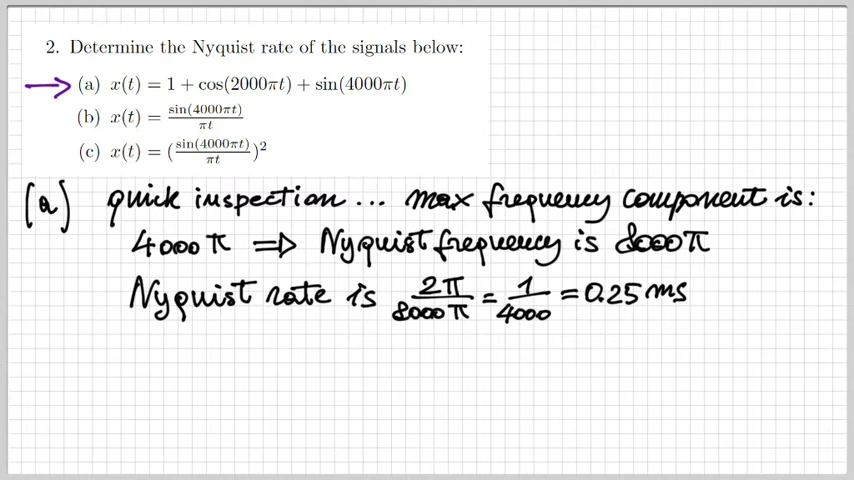 2. Determine the Nyquist rate of the signals below:
(a) x(t) = 1 + cos(2000πt) + sin(4000πt)
(b) x(t) = sin(4000πt)/πt
(c) x(t) = (sin(4000πt)/πt)²
(a) quick inspection... max frequency component is:
4000 π ⇒ Nyquist frequency is 8000π
Nyquist rate is 2π/8000π = 1/4000 = 0.25 ms